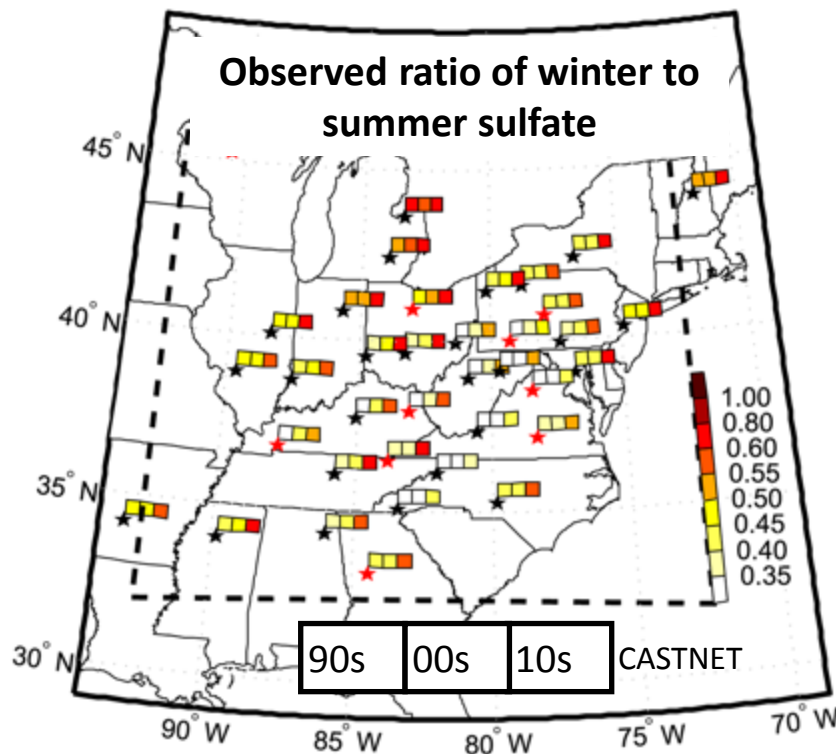 Observed ratio of winter to
summer sulfate
45° N
40° N
35° N
30° N
90° W
85° W
80° W
75° W
70° W
1.00
0.80
0.60
0.55
0.50
0.45
0.40
0.35
90s 00s 10s CASTNET